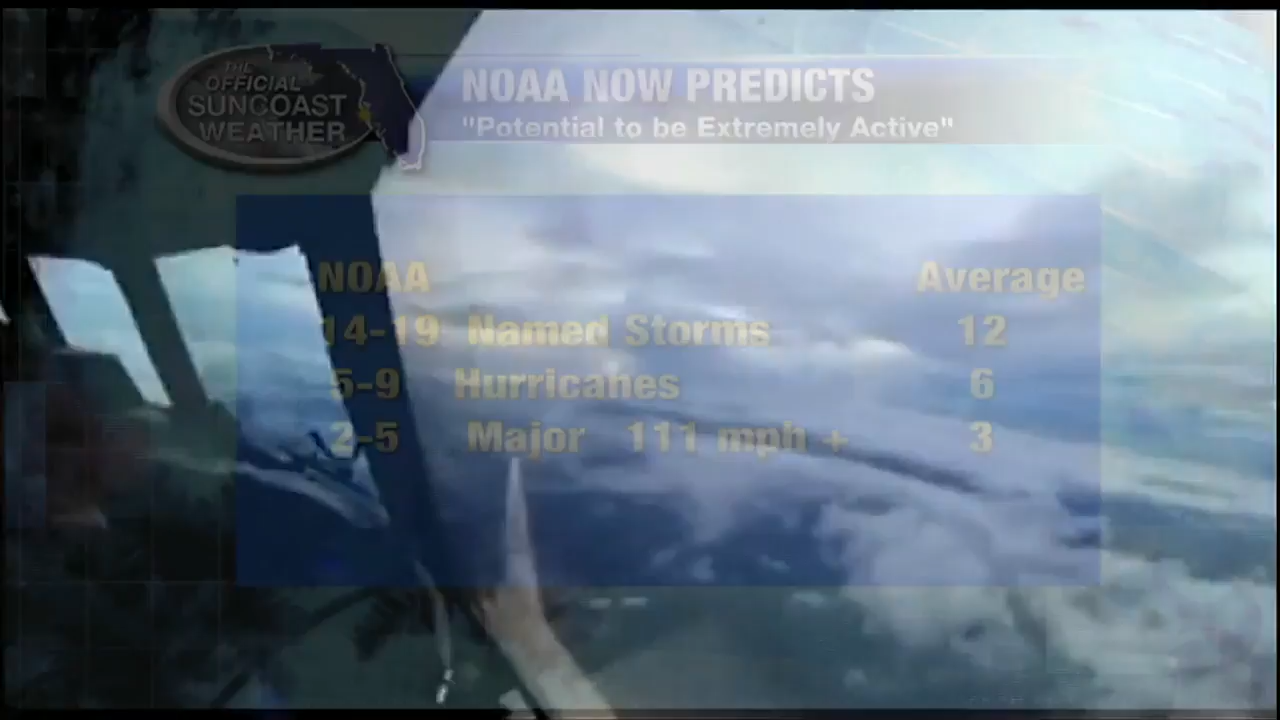 THE
OFFICIAL
SUNCOAST
WEATHER
NOAA NOW PREDICTS
"Potential to be Extremely Active"
NOAA Average
14-19 Named Storms 12
5-9 Hurricanes 6
2-5 Major 111 mph + 3